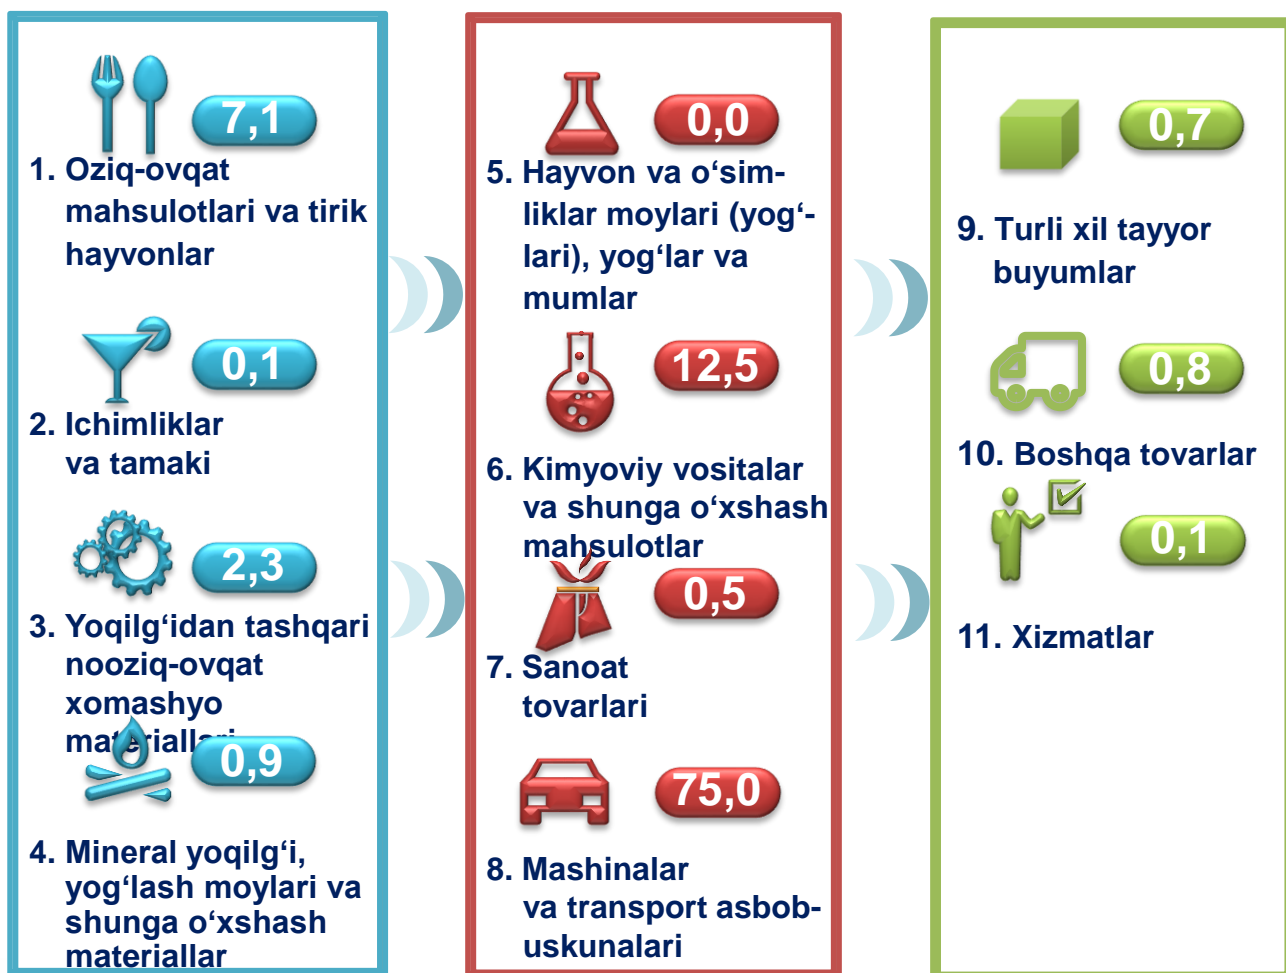 7,1
1. Oziq-ovqat
mahsulotlari va tirik
hayvonlar
0,1
2. Ichimliklar
va tamaki
2,3
3. Yoqilg‘idan tashqari
nooziq-ovqat
xomashyo
materiallari
0,9
4. Mineral yoqilg‘i,
yog‘lash moylari va
shunga o‘xshash
materiallar
0,0
5. Hayvon va o‘sim-
liklar moylari (yog‘-
lari), yog‘lar va
mumlar
12,5
6. Kimyoviy vositalar
va shunga o‘xshash
mahsulotlar
0,5
7. Sanoat
tovarlari
75,0
8. Mashinalar
va transport asbob-
uskunalari
0,7
9. Turli xil tayyor
buyumlar
0,8
10. Boshqa tovarlar
0,1
11. Xizmatlar